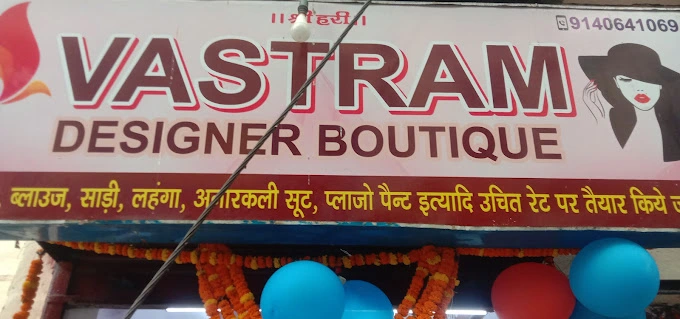 ।।श्रीहरी।।
9140641069
VASTRAM
DESIGNER BOUTIQUE
, ब्लाउज, साड़ी, लहंगा, अनारकली सूट, प्लाजो पैन्ट इत्यादि उचित रेट पर तैयार किये